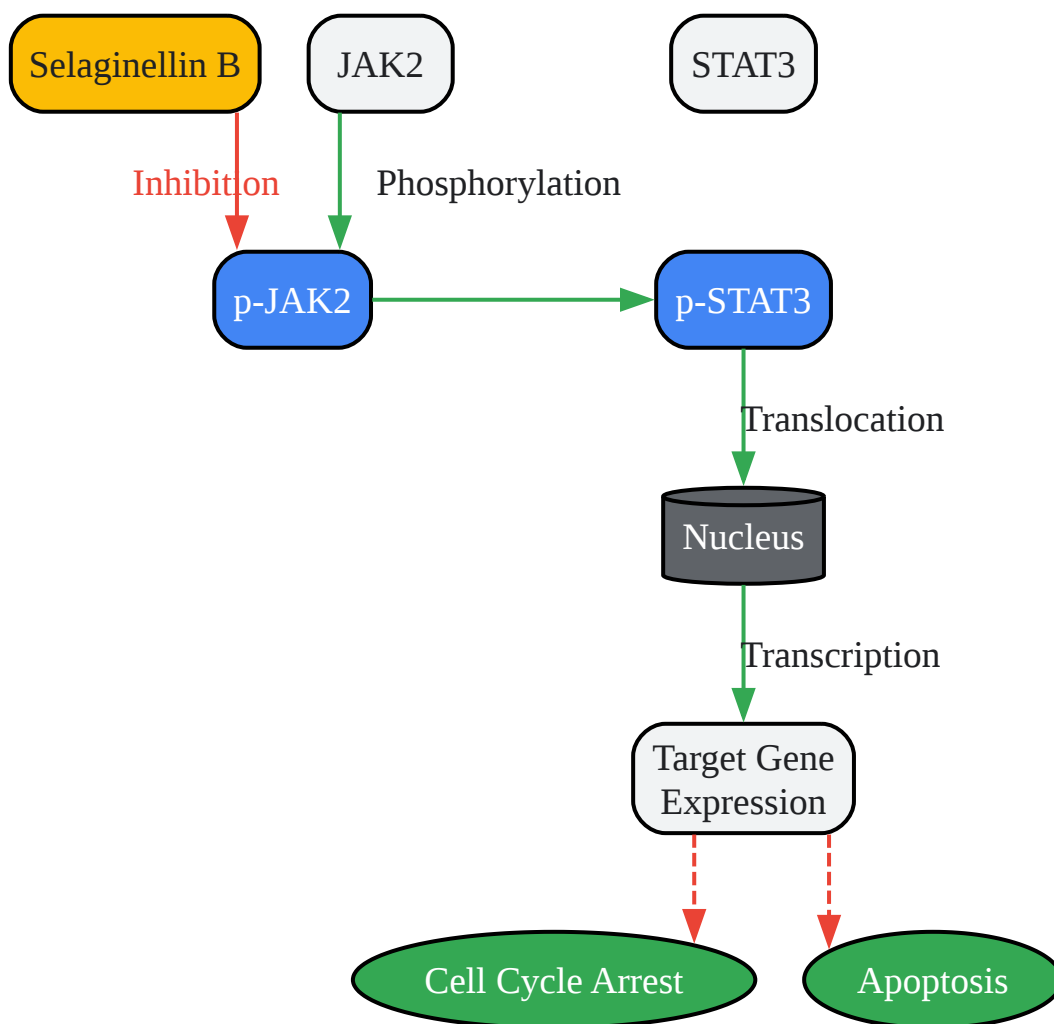 Selaginellin B
JAK2
STAT3
Inhibition
Phosphorylation
p-JAK2
p-STAT3
Translocation
Nucleus
Transcription
Target Gene
Expression
Cell Cycle Arrest
Apoptosis